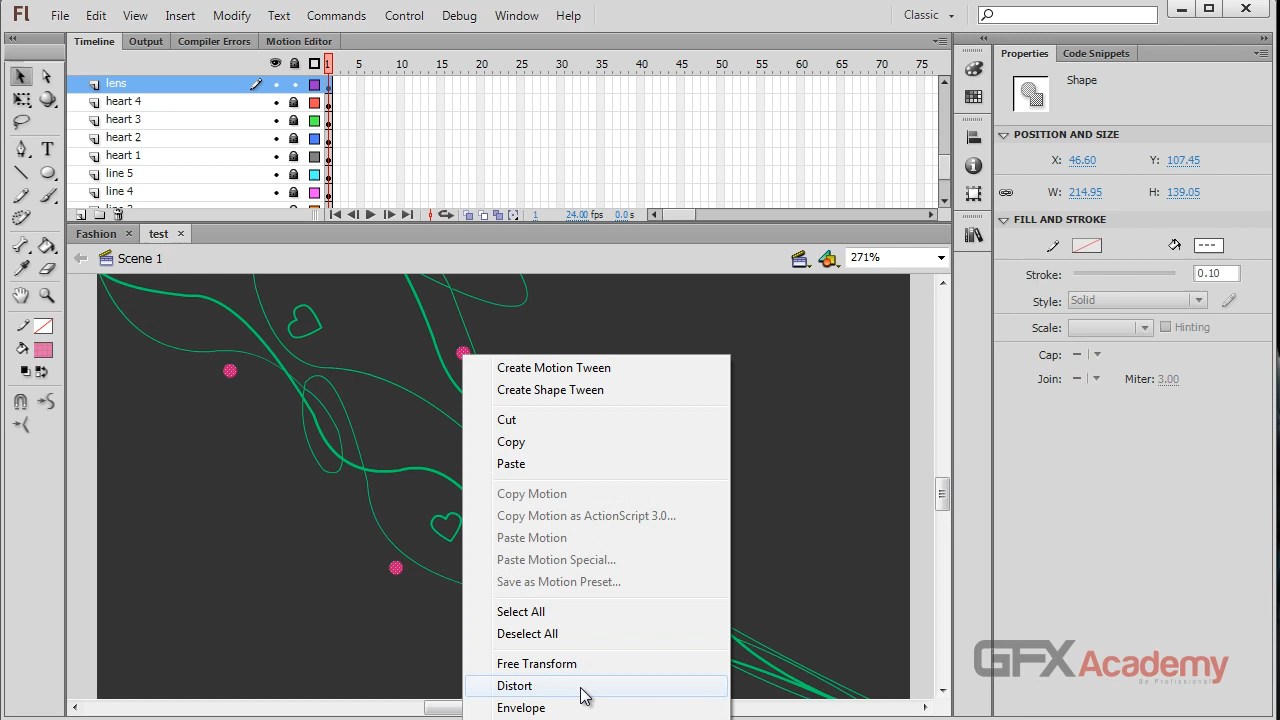 Fl File Edit View Insert Modify Text Commands Control Debug Window Help Classic
Timeline Output Compiler Errors Motion Editor
1 5 10 15 20 25 30 35 40 45 50 55 60 65 70 75
lens
heart 4
heart 3
heart 2
heart 1
line 5
line 4
1 24.00 fps 0.0 s
Fashion × test ×
Scene 1 271%
Create Motion Tween
Create Shape Tween
Cut
Copy
Paste
Copy Motion
Copy Motion as ActionScript 3.0...
Paste Motion
Paste Motion Special...
Save as Motion Preset...
Select All
Deselect All
Free Transform
Distort
Envelope
Properties Code Snippets
Shape
POSITION AND SIZE
X: 46.60 Y: 107.45
W: 214.95 H: 139.05
FILL AND STROKE
Stroke: 0.10
Style: Solid
Scale: Hinting
Cap:
Join: Miter: 3.00
GFX Academy
Be Professional